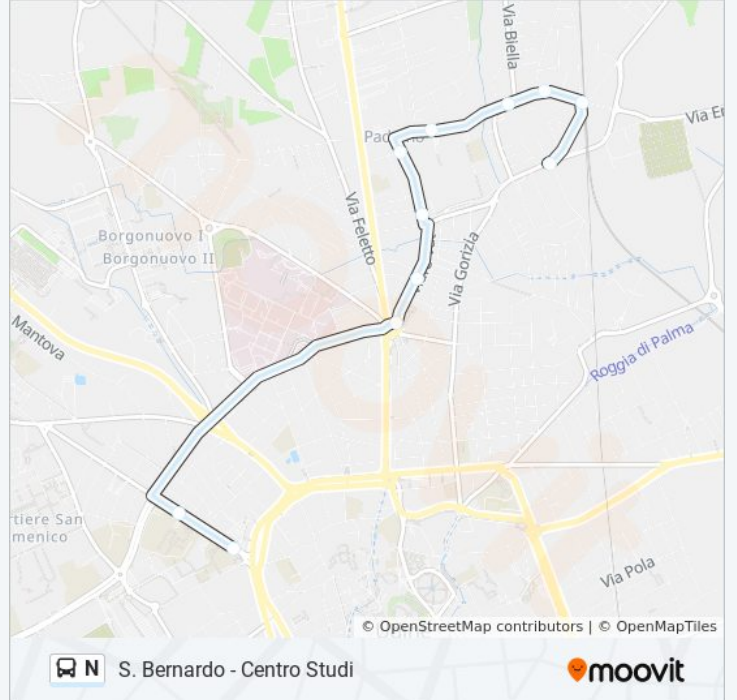 Via Biella
Via Er
Pad
Via Feletto
Borgonuovo I
Borgonuovo II
Via Gorizia
Mantova
Roggia di Palma
rtiere San
menico
Via Pola
© OpenStreetMap contributors | © OpenMapTiles
N S. Bernardo - Centro Studi
moovit